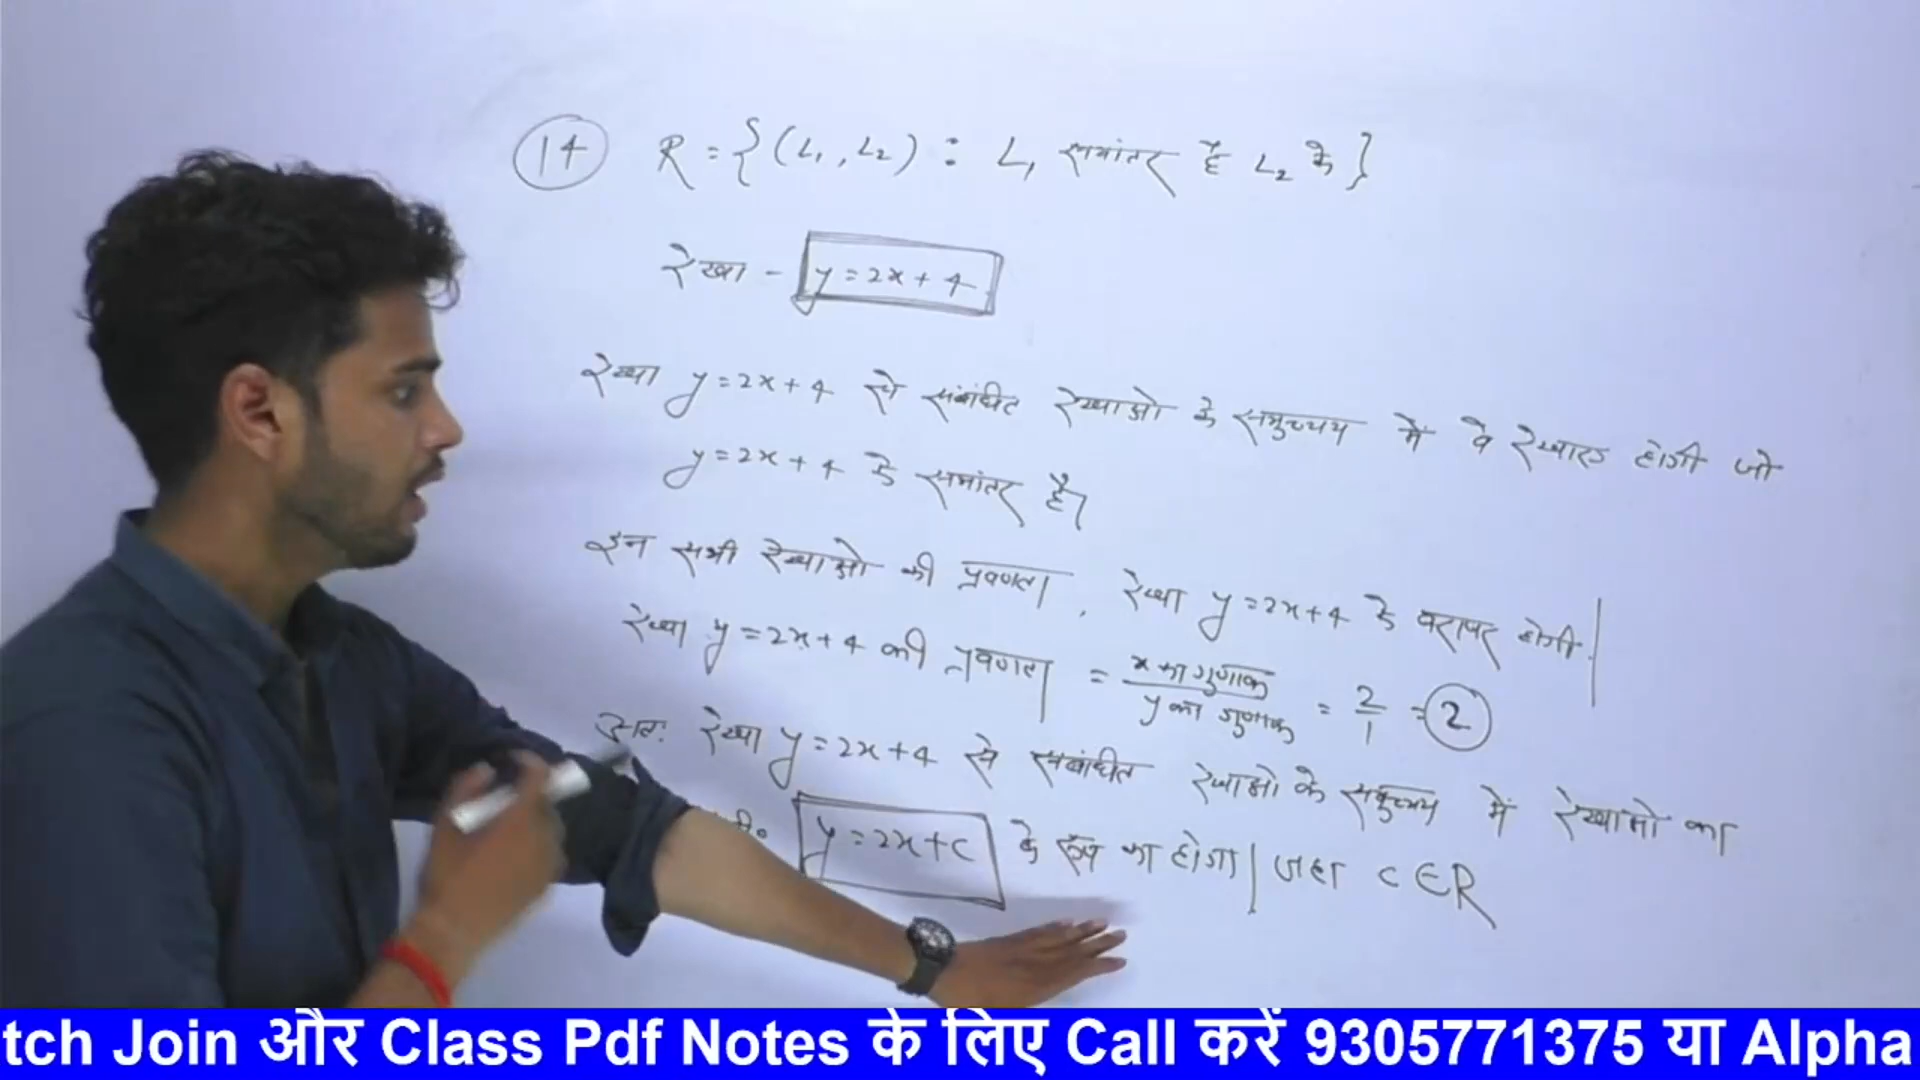 14 R = {(L₁, L₂) : L₁ समांतर है L₂ के}
रेखा - y = 2x + 4
रेखा y = 2x + 4 से संबंधित रेखाओ के समुच्चय में वे रेखाए होगी जो
y = 2x + 4 के समांतर है।
इन सभी रेखाओ की प्रवणता, रेखा y = 2x + 4 के बराबर होगी।
रेखा y = 2x + 4 की प्रवणता = x का गुणांक / y का गुणांक = 2/1 = 2
अतः रेखा y = 2x + 4 से संबंधित रेखाओ के समुच्चय में रेखाओ का
y = 2x + c के रूप का होगा। जहा c ∈ R
tch Join और Class Pdf Notes के लिए Call करें 9305771375 या Alpha